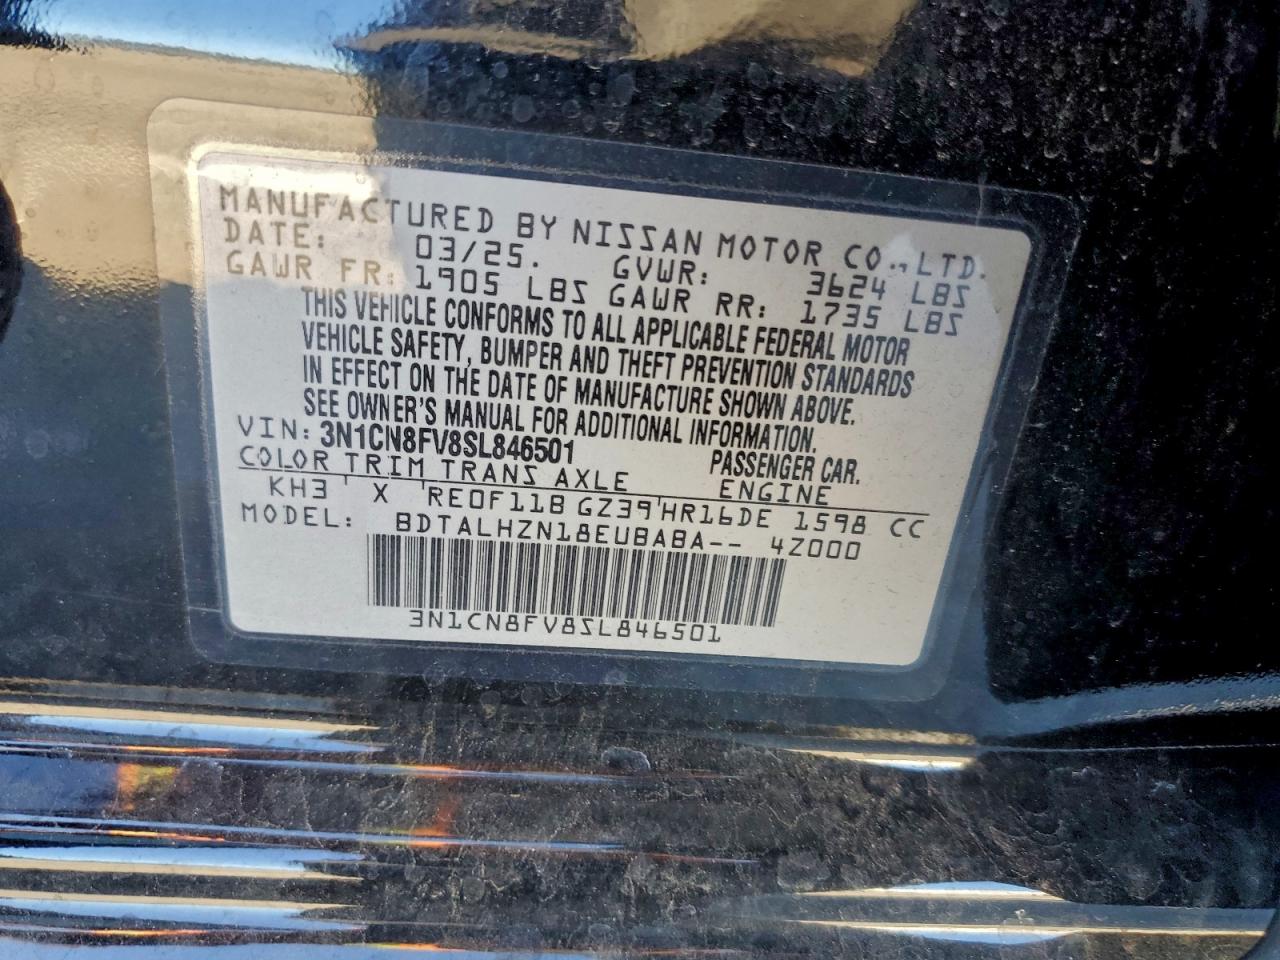 MANUFACTURED BY NISSAN MOTOR CO.,LTD.
DATE: 03/25. GVWR: 3624 LBS
GAWR FR: 1905 LBS GAWR RR: 1735 LBS
THIS VEHICLE CONFORMS TO ALL APPLICABLE FEDERAL MOTOR
VEHICLE SAFETY, BUMPER AND THEFT PREVENTION STANDARDS
IN EFFECT ON THE DATE OF MANUFACTURE SHOWN ABOVE.
SEE OWNER'S MANUAL FOR ADDITIONAL INFORMATION.
VIN: 3N1CN8FV8SL846501 PASSENGER CAR.
COLOR TRIM TRANS AXLE ENGINE
KH3 X RE0F11B GZ39 HR16DE 1598 CC
MODEL: BDTALHZN18EUBABA-- 4Z000
3N1CN8FV8SL846501